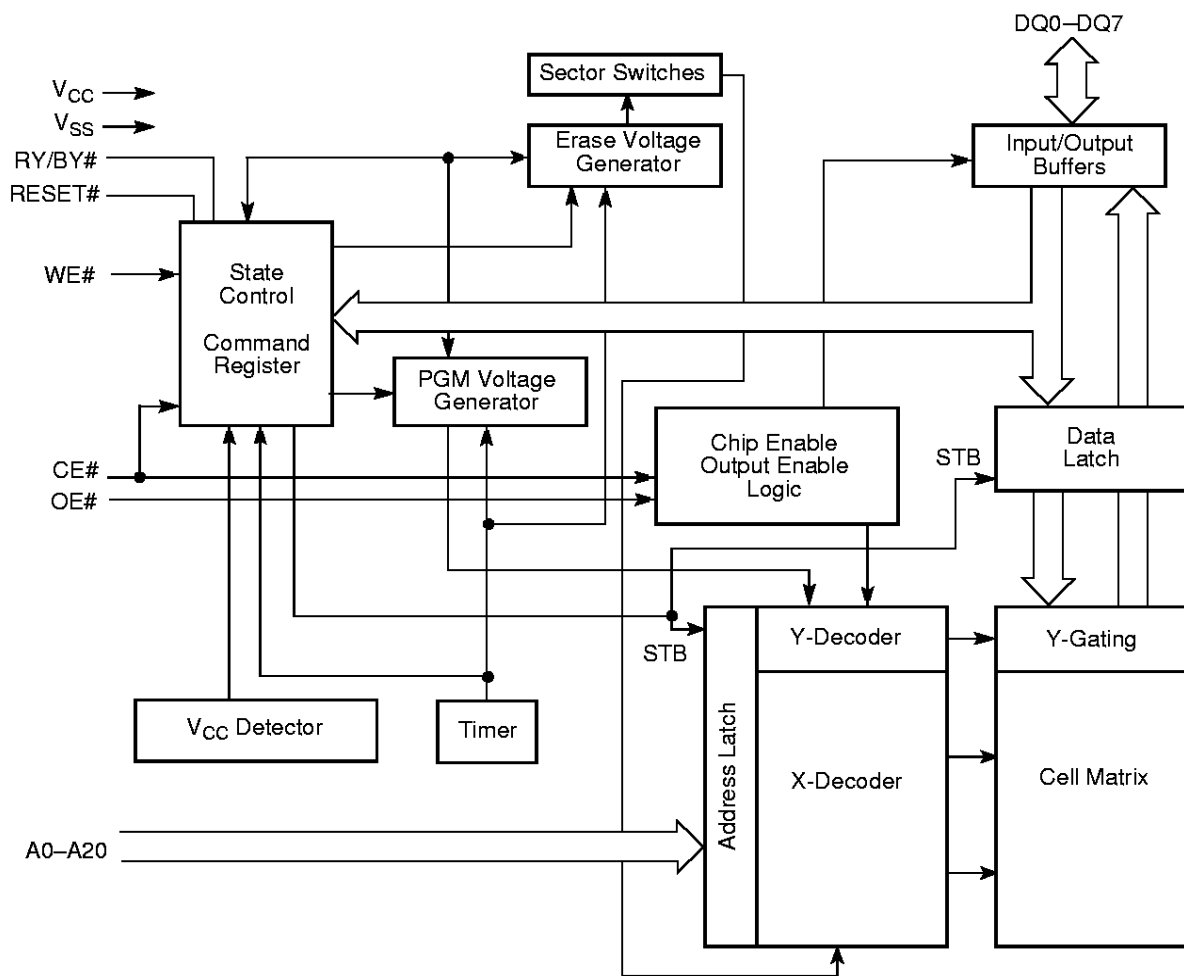 DQ0–DQ7
Sector Switches
VCC
VSS
Erase Voltage
Generator
Input/Output
Buffers
RY/BY#
RESET#
WE#
State
Control
Command
Register
PGM Voltage
Generator
Chip Enable
Output Enable
Logic
STB
Data
Latch
CE#
OE#
STB
Y-Decoder
Y-Gating
VCC Detector
Timer
Address Latch
X-Decoder
Cell Matrix
A0–A20